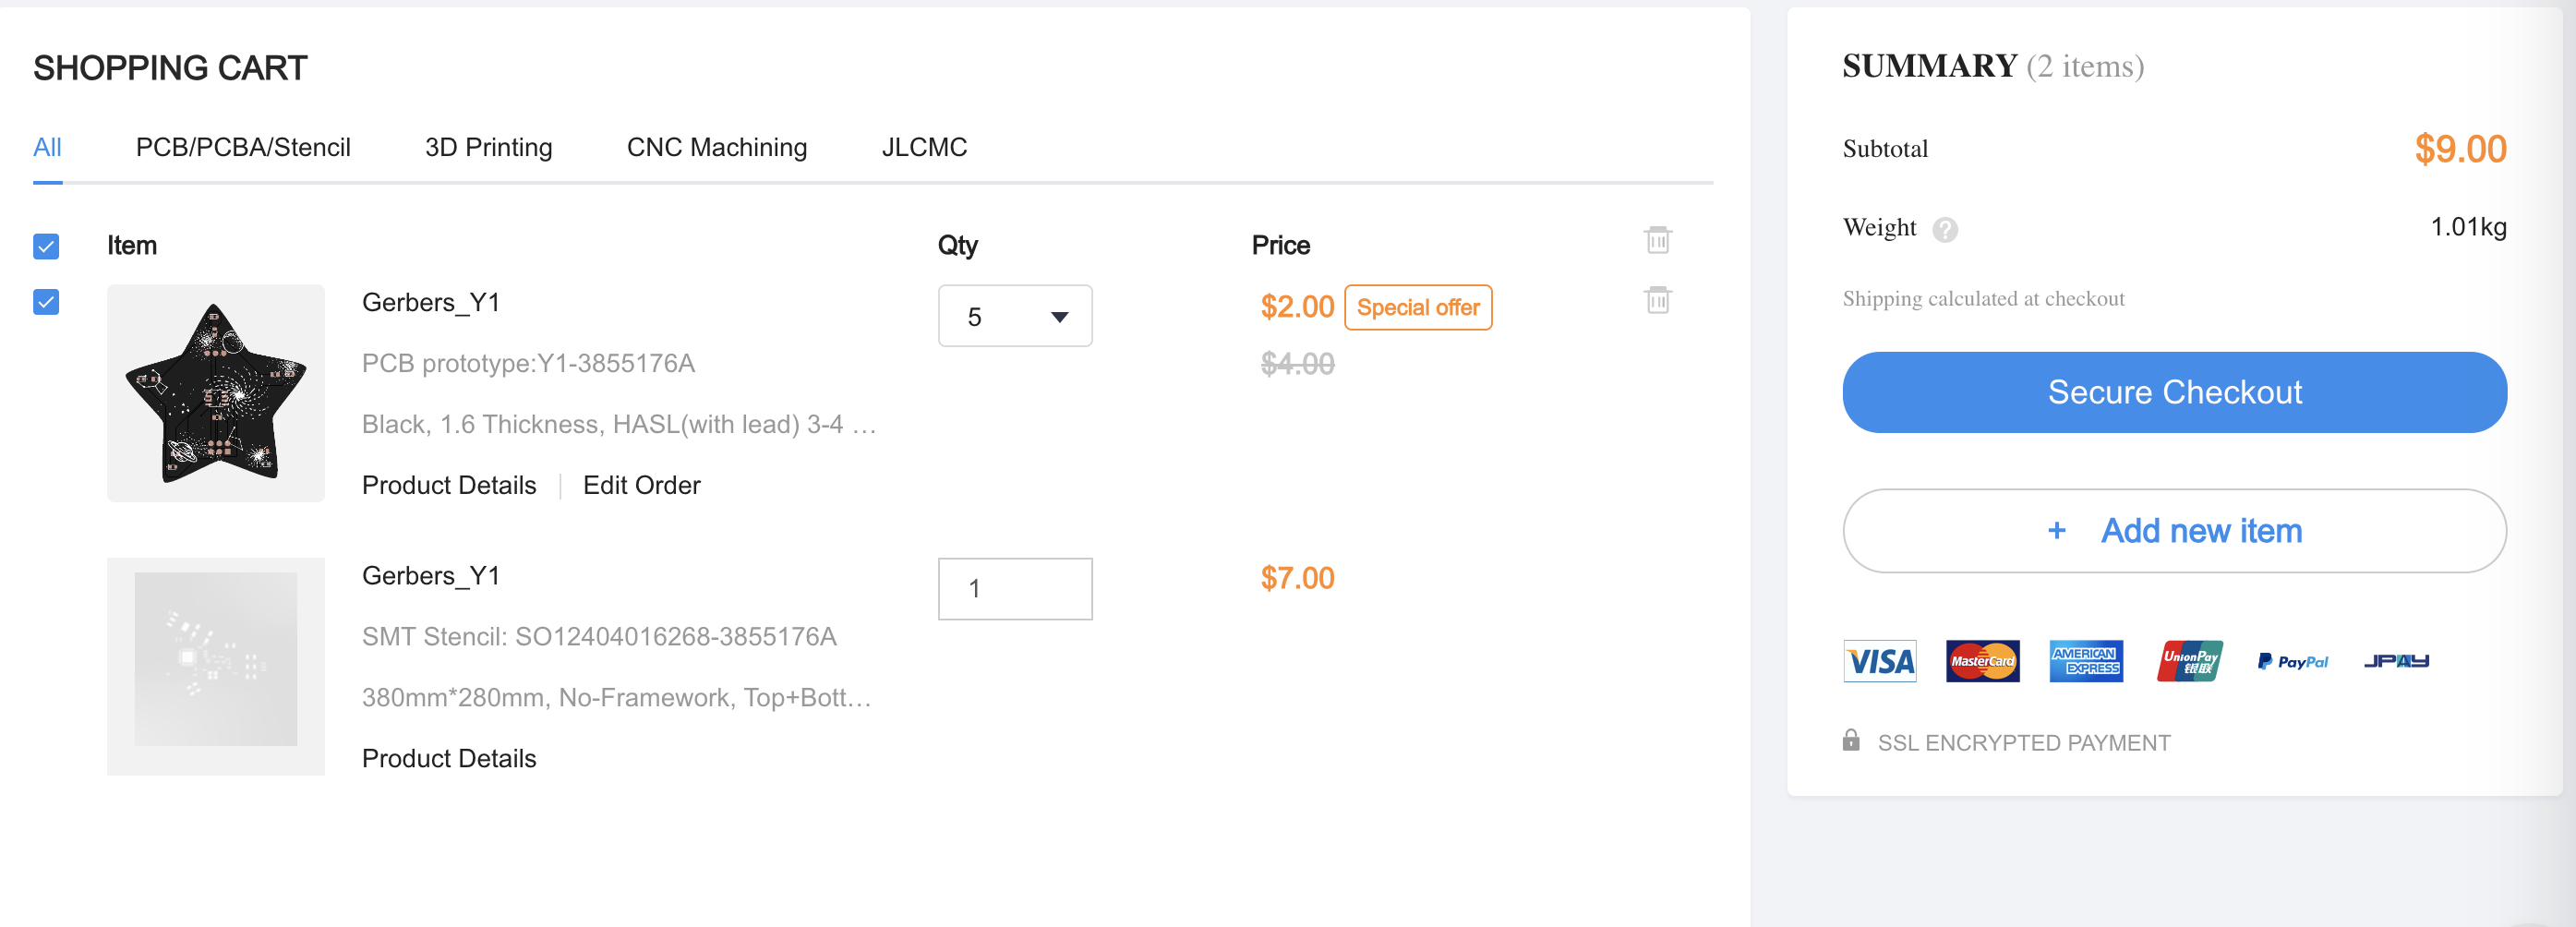 SHOPPING CART
All PCB/PCBA/Stencil 3D Printing CNC Machining JLCMC
Item Qty Price
Gerbers_Y1 5 $2.00 Special offer
PCB prototype:Y1-3855176A $4.00
Black, 1.6 Thickness, HASL(with lead) 3-4 ...
Product Details Edit Order
Gerbers_Y1 1 $7.00
SMT Stencil: SO12404016268-3855176A
380mm*280mm, No-Framework, Top+Bott...
Product Details
SUMMARY (2 items)
Subtotal $9.00
Weight ? 1.01kg
Shipping calculated at checkout
Secure Checkout
+ Add new item
VISA MasterCard AMERICAN EXPRESS UnionPay 银联 PayPal JPAY
SSL ENCRYPTED PAYMENT